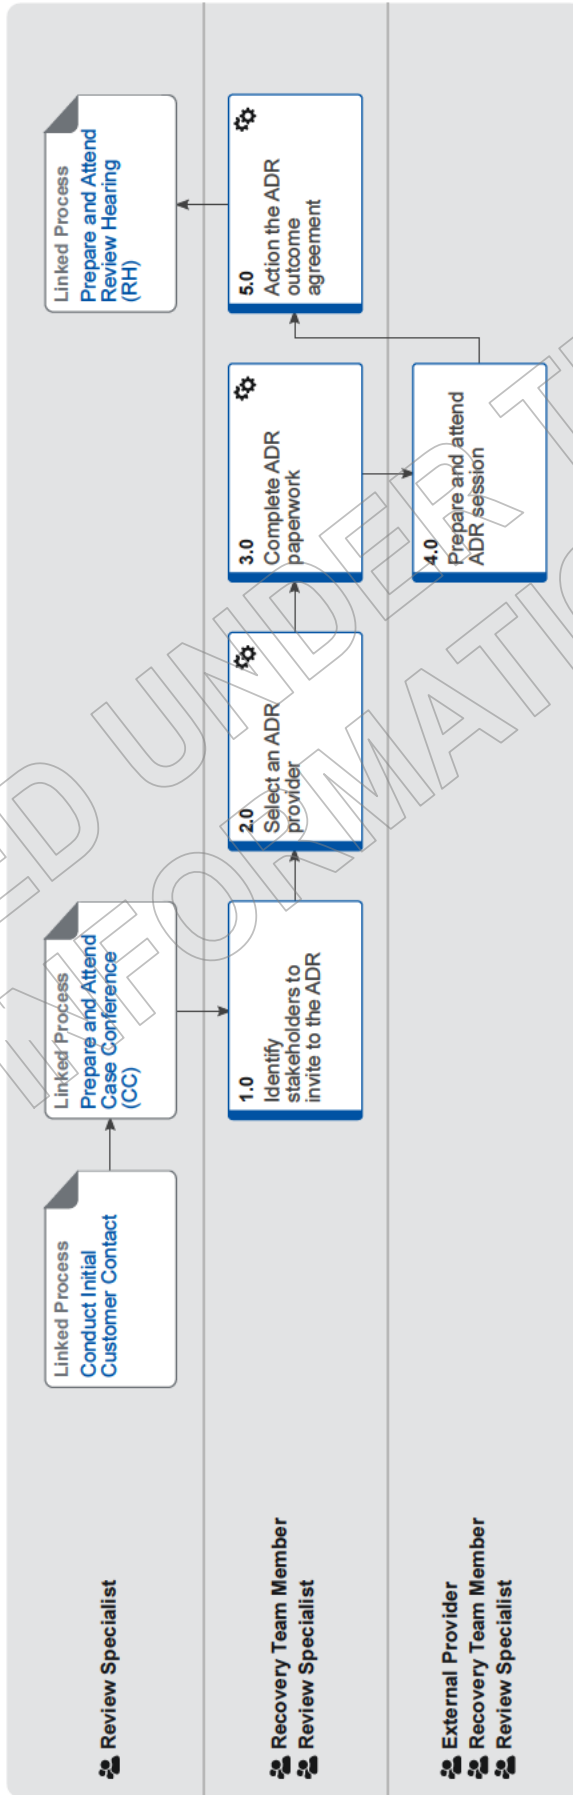 Review Specialist
Linked Process
Conduct Initial
Customer Contact
Linked Process
Prepare and Attend
Case Conference
(CC)
Linked Process
Prepare and Attend
Review Hearing
(RH)
Recovery Team Member
Review Specialist
1.0
Identify
stakeholders to
invite to the ADR
2.0
Select an ADR
provider
3.0
Complete ADR
paperwork
5.0
Action the ADR
outcome
agreement
External Provider
Recovery Team Member
Review Specialist
4.0
Prepare and attend
ADR session
ED UNDER T
INFORMATIO